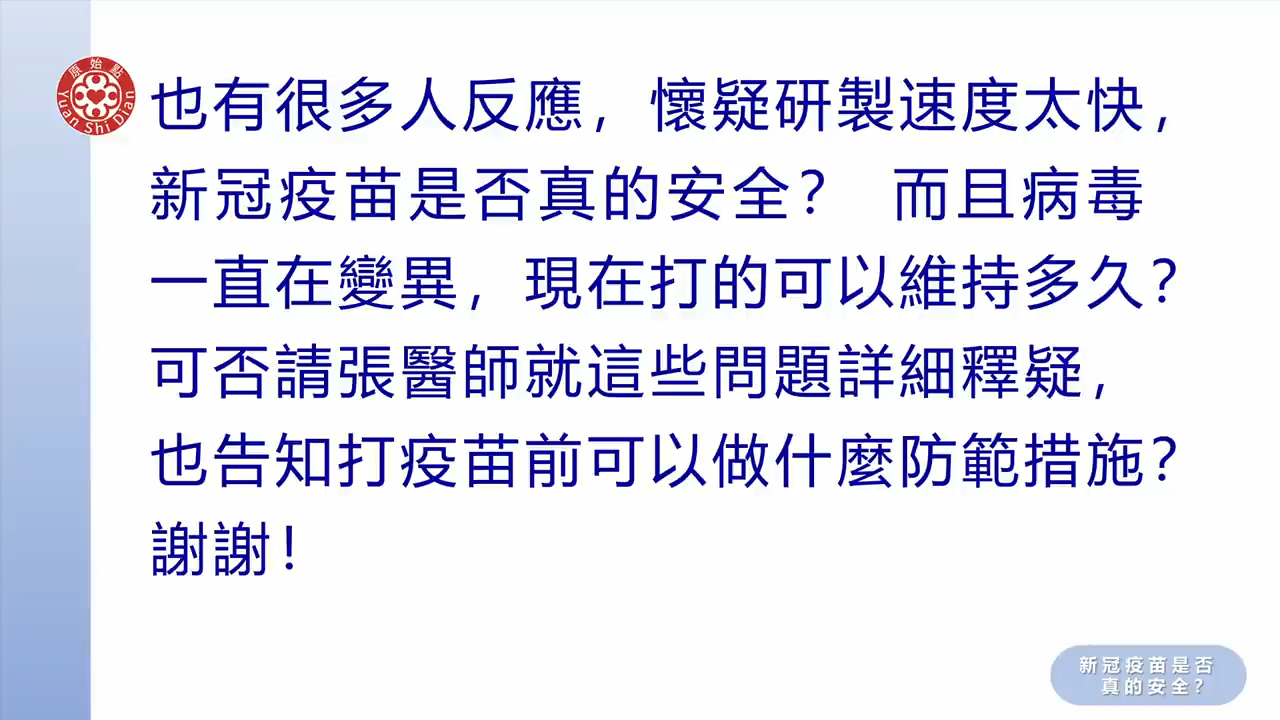 原始點
Yuan Shi Dian
也有很多人反應，懷疑研製速度太快，
新冠疫苗是否真的安全？ 而且病毒
一直在變異，現在打的可以維持多久？
可否請張醫師就這些問題詳細釋疑，
也告知打疫苗前可以做什麼防範措施？
謝謝！
新冠疫苗是否
真的安全？